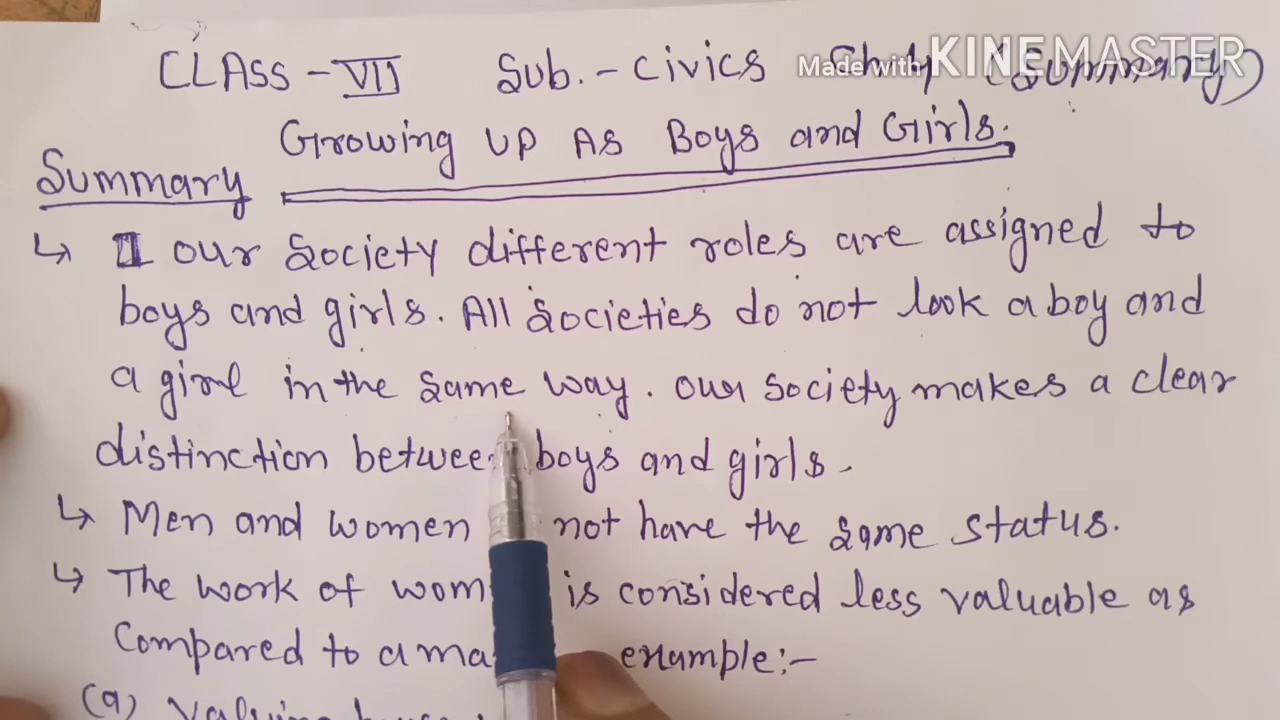 CLASS - VII Sub. - Civics (Summary)
Made with KINEMASTER
Growing UP As Boys and Girls.
Summary
↳ I our Society different roles are assigned to
boys and girls. All Societies do not look a boy and
a girl in the same way. our society makes a clear
distinction between boys and girls.
↳ Men and women not have the same status.
↳ The work of is considered less valuable as
Compared to a example:-
(a) Valuing